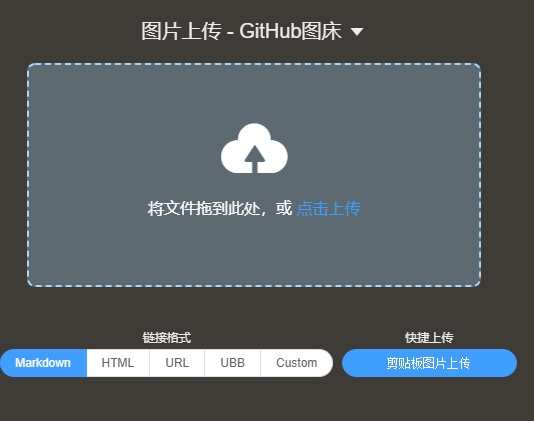 图片上传 - GitHub图床
将文件拖到此处，或 点击上传
链接格式
快捷上传
Markdown HTML URL UBB Custom
剪贴板图片上传